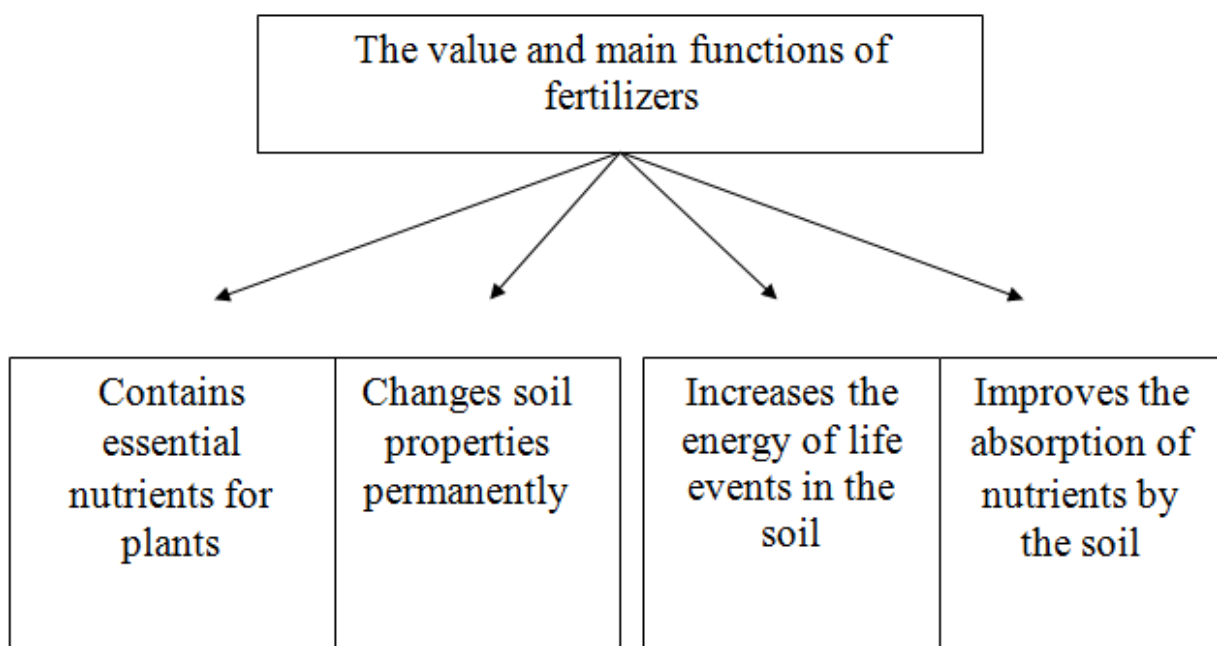 The value and main functions of
fertilizers
Contains
essential
nutrients for
plants
Changes soil
properties
permanently
Increases the
energy of life
events in the
soil
Improves the
absorption of
nutrients by
the soil